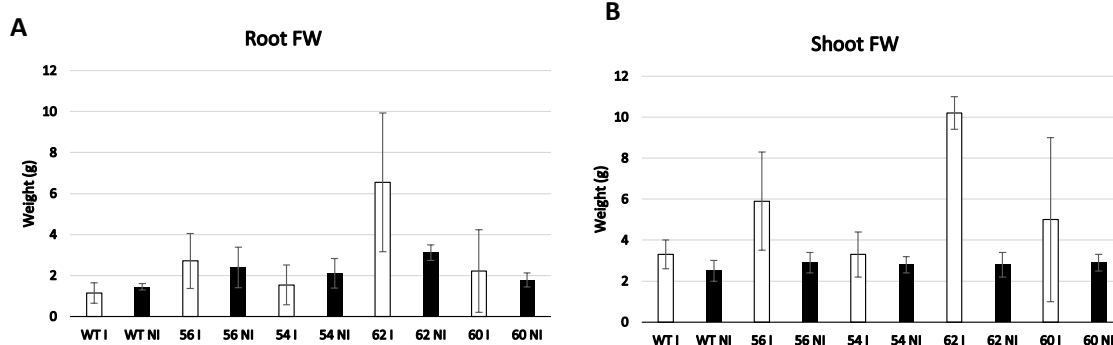 A
Root FW
Weight (g)
12
10
8
6
4
2
0
WT I WT NI 56 I 56 NI 54 I 54 NI 62 I 62 NI 60 I 60 NI
B
Shoot FW
Weight (g)
12
10
8
6
4
2
0
WT I WT NI 56 I 56 NI 54 I 54 NI 62 I 62 NI 60 I 60 NI